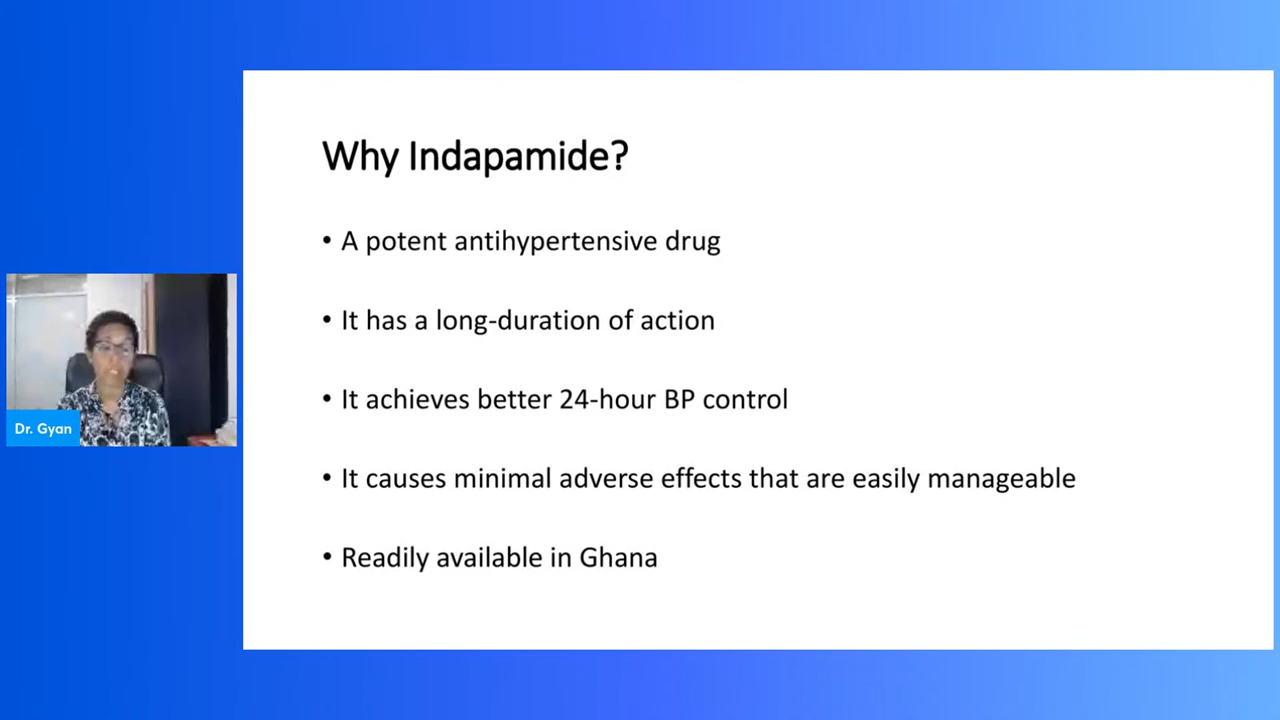 Why Indapamide?
• A potent antihypertensive drug
• It has a long-duration of action
• It achieves better 24-hour BP control
• It causes minimal adverse effects that are easily manageable
• Readily available in Ghana
Dr. Gyan